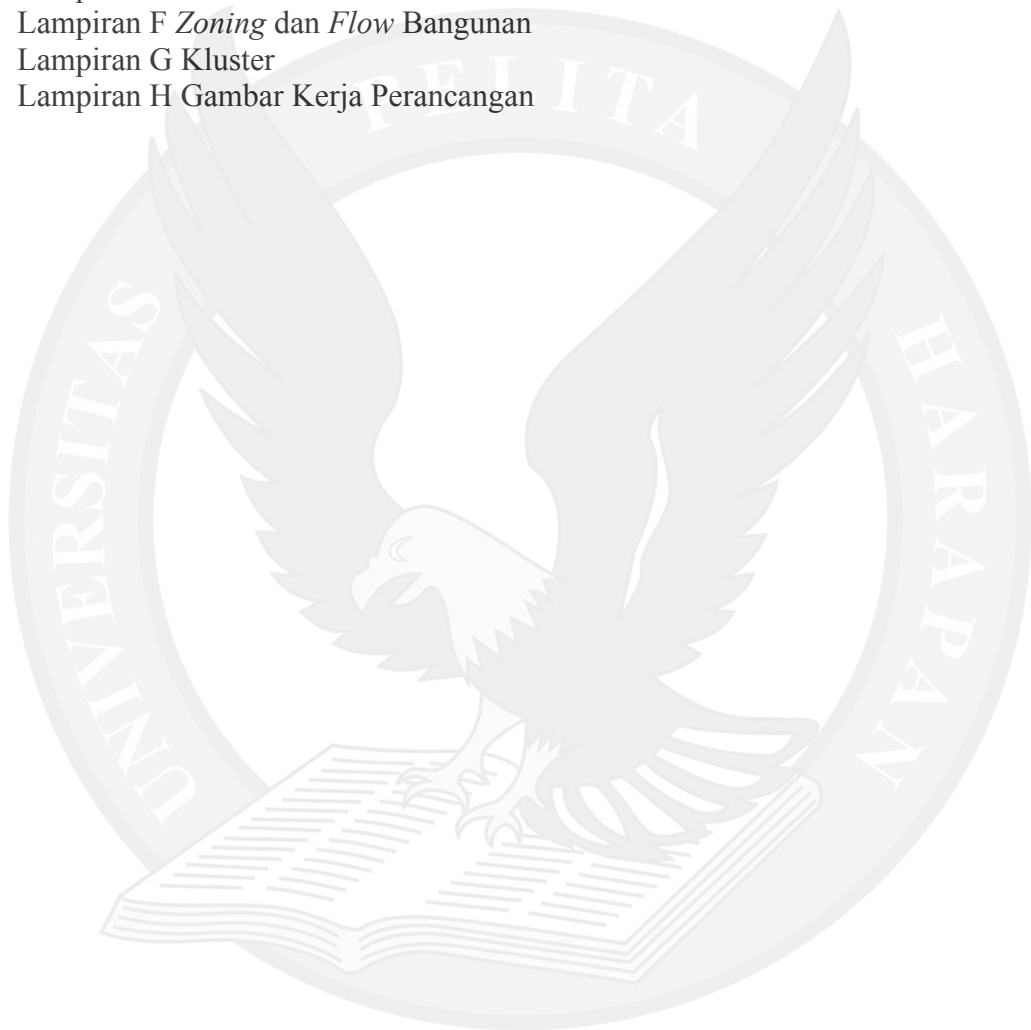 Lampiran F Zoning dan Flow Bangunan
Lampiran G Kluster
Lampiran H Gambar Kerja Perancangan
PELITA
UNIVERSITAS
HARAPAN